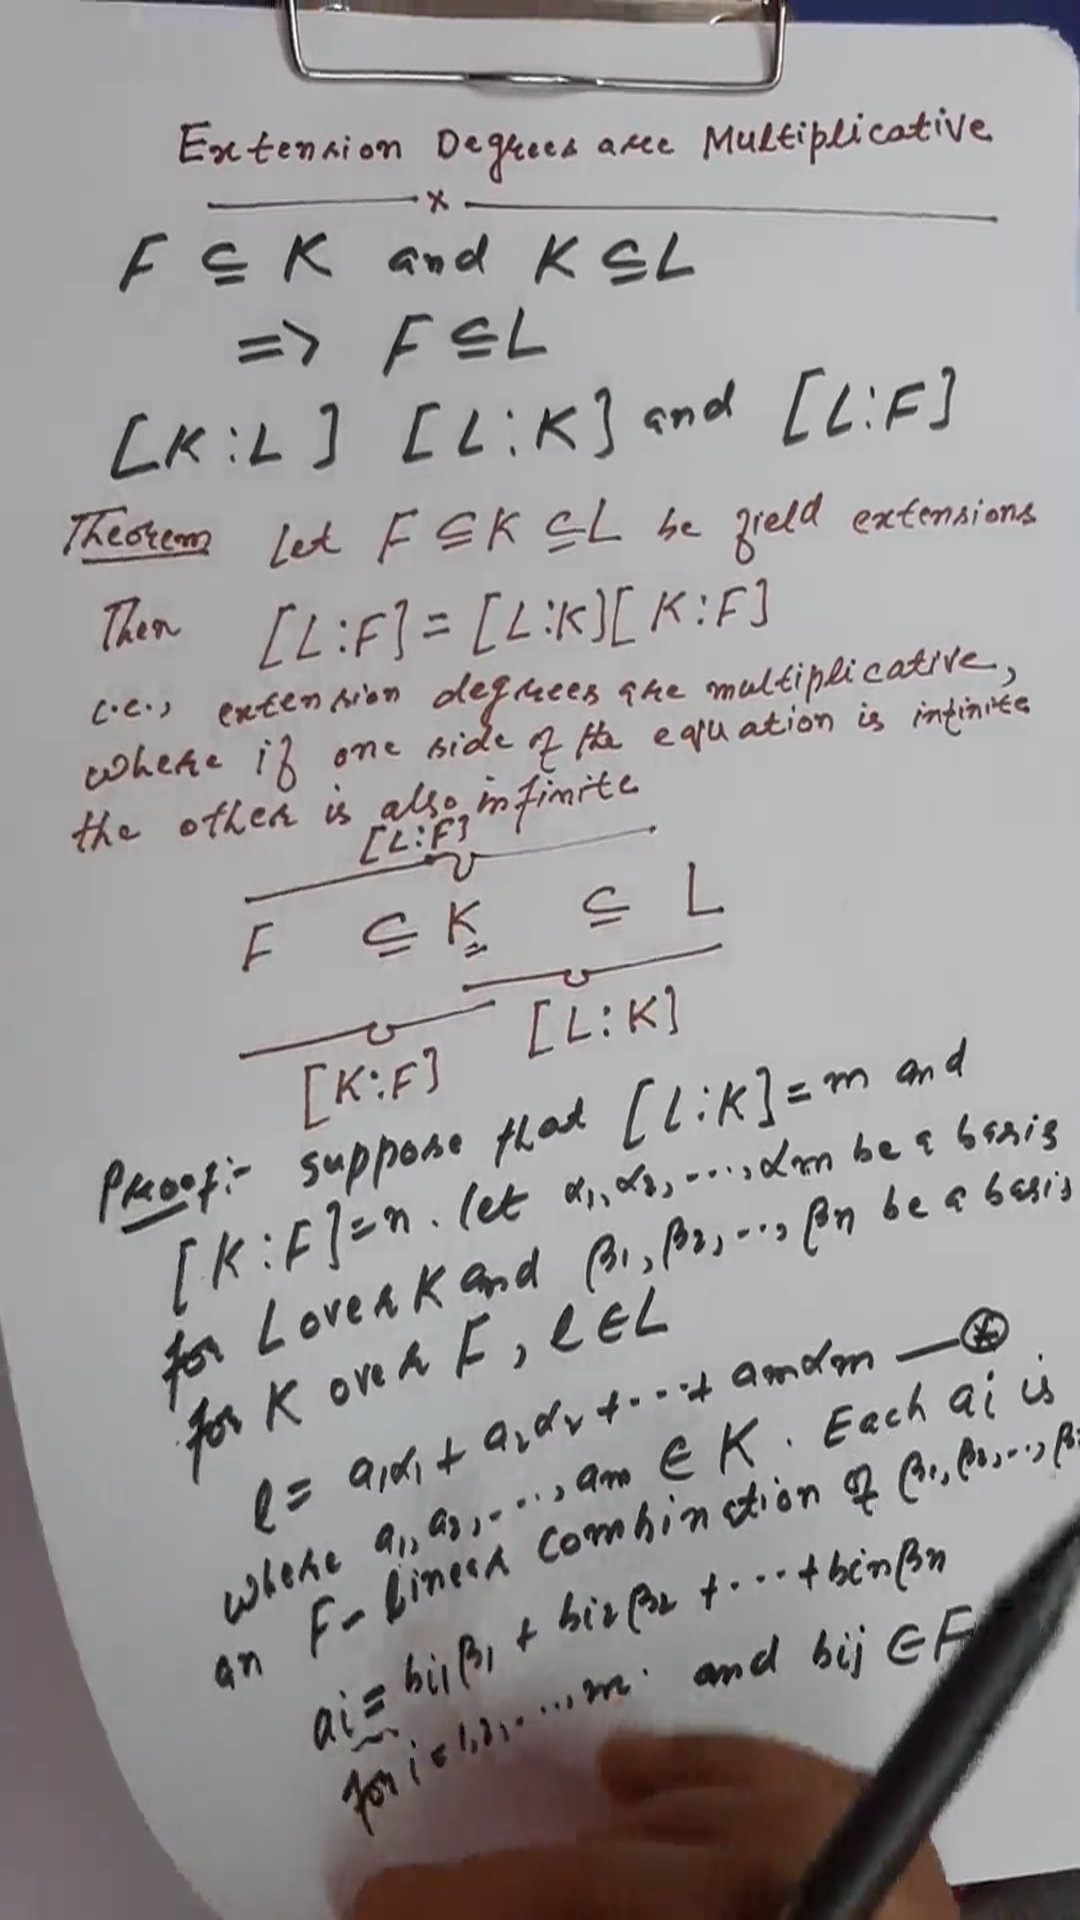 Extension Degrees are Multiplicative
x
F ⊆ K and K ⊆ L
=> F ⊆ L
[K:L] [L:K] and [L:F]
Theorem Let F ⊆ K ⊆ L be field extensions
Then [L:F] = [L:K][K:F]
i.e., extension degrees are multiplicative,
where if one side of the equation is infinite
the other is also infinite
[L:F]
F ⊆ K ⊆ L
[L:K]
[K:F]
Proof:- suppose that [L:K] = m and
[K:F] = n. let α1, α2, ..., αm be a basis
for L over K and β1, β2, ..., βn be a basis
for K over F, l ∈ L
l = a1α1 + a2α2 + ... + amαm — ⊛
where a1, a2, ..., am ∈ K. Each ai is
an F-linear combination of β1, β2, ...,
ai = bi1β1 + bi2β2 + ... + binβn
for i = 1,2, ..., m. and bij ∈ F